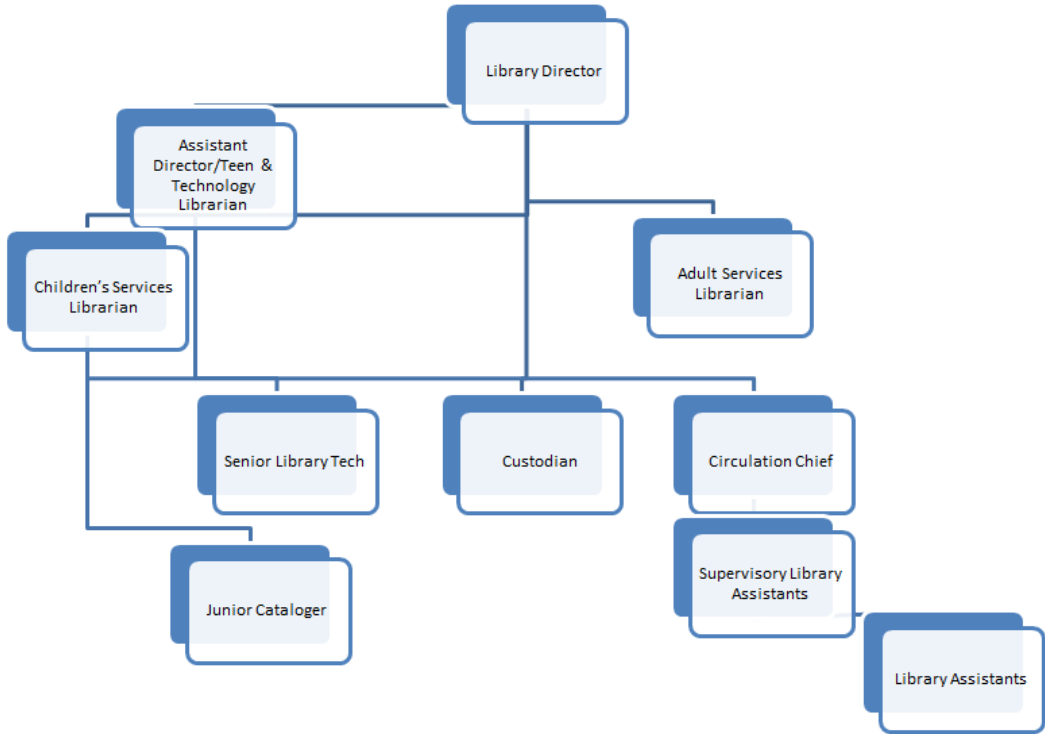 Library Director
Assistant
Director/Teen &
Technology
Librarian
Children's Services
Librarian
Adult Services
Librarian
Senior Library Tech
Custodian
Circulation Chief
Supervisory Library
Assistants
Junior Cataloger
Library Assistants